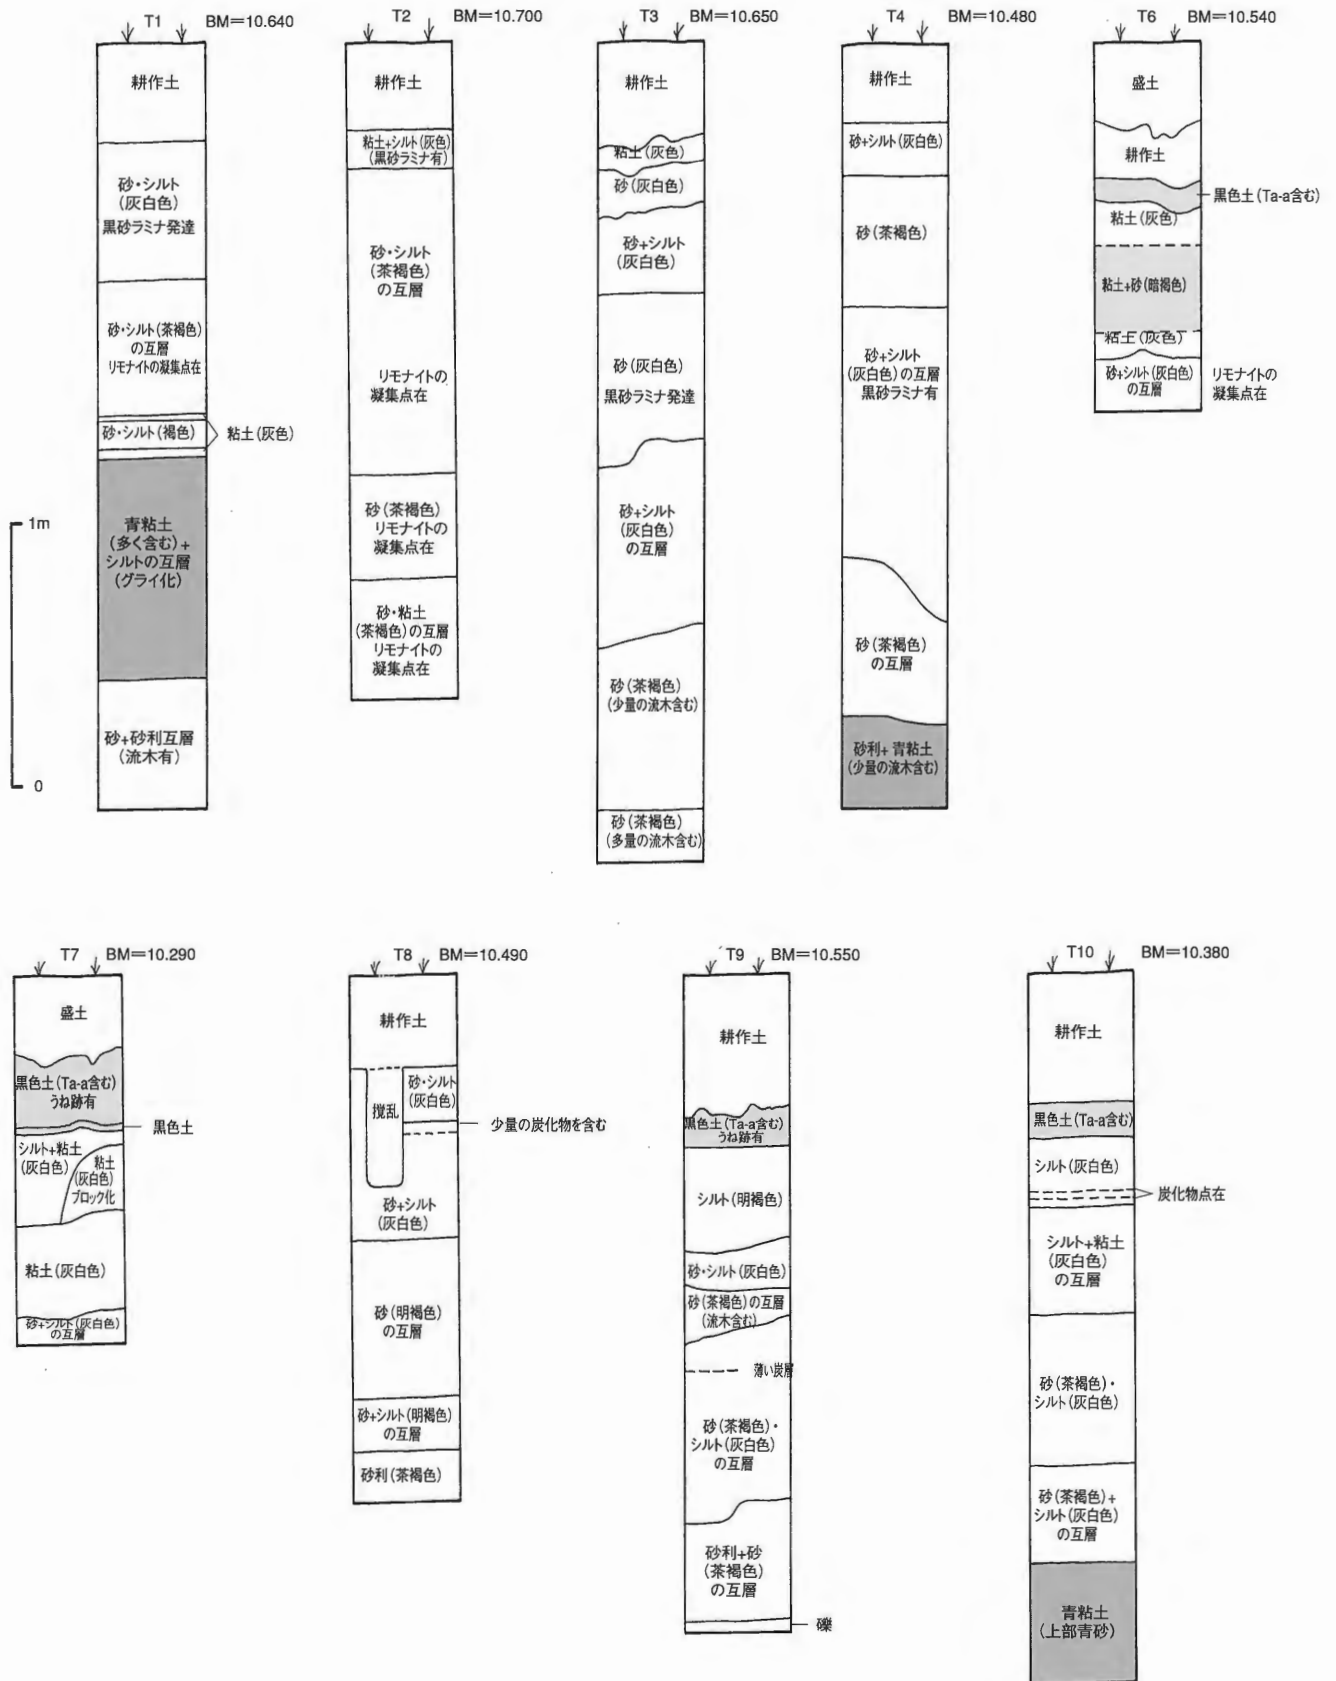 T1 BM=10.640
耕作土
砂・シルト
(灰白色)
黒砂ラミナ発達
砂・シルト(茶褐色)
の互層
リモナイトの凝集点在
砂・シルト(褐色)
粘土(灰色)
青粘土
(多く含む)+
シルトの互層
(グライ化)
砂+砂利互層
(流木有)
1m
0
T2 BM=10.700
耕作土
粘土+シルト(灰色)
(黒砂ラミナ有)
砂・シルト
(茶褐色)
の互層
リモナイトの
凝集点在
砂(茶褐色)
リモナイトの
凝集点在
砂・粘土
(茶褐色)の互層
リモナイトの
凝集点在
T3 BM=10.650
耕作土
粘土(灰色)
砂(灰白色)
砂+シルト
(灰白色)
砂(灰白色)
黒砂ラミナ発達
砂+シルト
(灰白色)
の互層
砂(茶褐色)
(少量の流木含む)
砂(茶褐色)
(多量の流木含む)
T4 BM=10.480
耕作土
砂+シルト(灰白色)
砂(茶褐色)
砂+シルト
(灰白色)の互層
黒砂ラミナ有
砂(茶褐色)
の互層
砂利+青粘土
(少量の流木含む)
T6 BM=10.540
盛土
耕作土
黒色土(Ta-a含む)
粘土(灰色)
粘土+砂(暗褐色)
粘土(灰色)
砂+シルト(灰白色)
の互層
リモナイトの
凝集点在
T7 BM=10.290
盛土
黒色土(Ta-a含む)
うね跡有
黒色土
シルト+粘土
(灰白色)
粘土
(灰白色)
ブロック化
粘土(灰白色)
砂+シルト(灰白色)
の互層
T8 BM=10.490
耕作土
攪乱
砂・シルト
(灰白色)
少量の炭化物を含む
砂+シルト
(灰白色)
砂(明褐色)
の互層
砂+シルト(明褐色)
の互層
砂利(茶褐色)
T9 BM=10.550
耕作土
黒色土(Ta-a含む)
うね跡有
シルト(明褐色)
砂・シルト(灰白色)
砂(茶褐色)の互層
(流木含む)
薄い炭層
砂(茶褐色)・
シルト(灰白色)
の互層
砂利+砂
(茶褐色)
の互層
礫
T10 BM=10.380
耕作土
黒色土(Ta-a含む)
シルト(灰白色)
炭化物点在
シルト+粘土
(灰白色)
の互層
砂(茶褐色)・
シルト(灰白色)
砂(茶褐色)+
シルト(灰白色)
の互層
青粘土
(上部青砂)